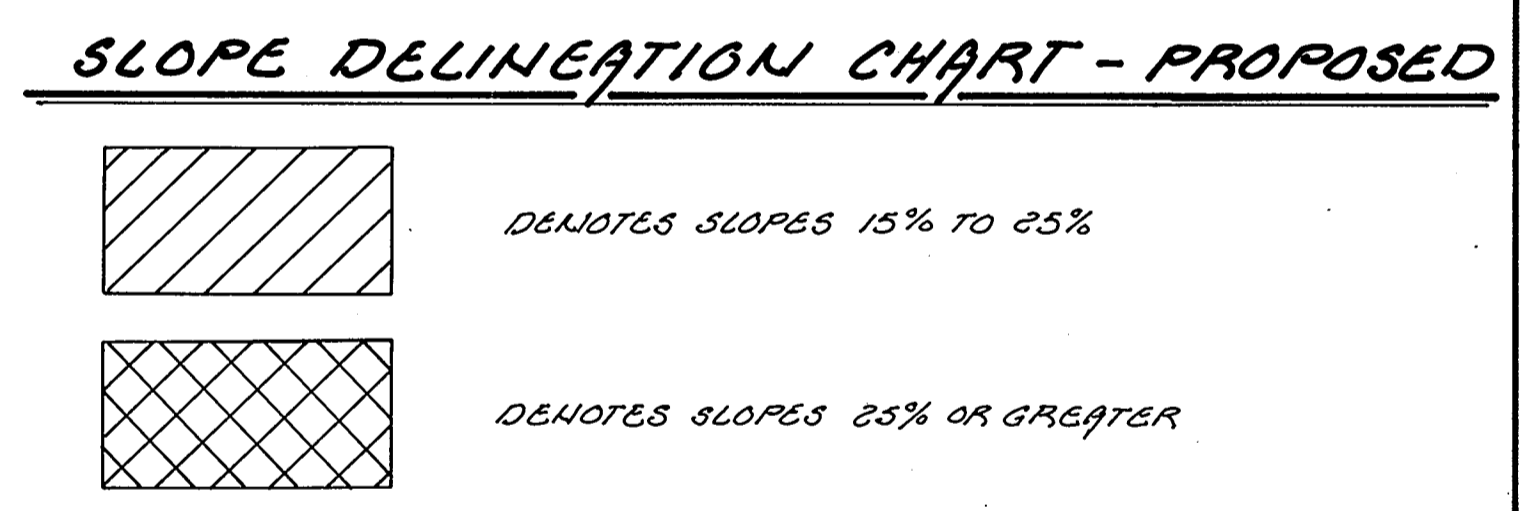 SLOPE DELINEATION CHART - PROPOSED
DENOTES SLOPES 15% TO 25%
DENOTES SLOPES 25% OR GREATER